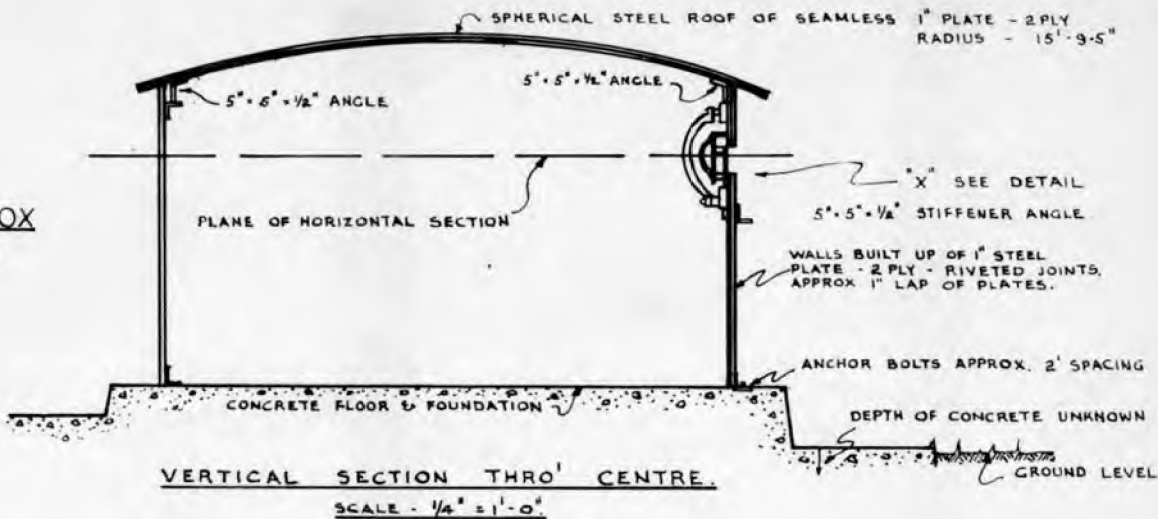 SPHERICAL STEEL ROOF OF SEAMLESS 1" PLATE - 2 PLY
RADIUS - 15'-9·5"
5" × 5" × 1/2" ANGLE
5" × 5" × 1/2" ANGLE
"X" SEE DETAIL
OX
PLANE OF HORIZONTAL SECTION
5" × 5" × 1/2" STIFFENER ANGLE
WALLS BUILT UP OF 1" STEEL
PLATE - 2 PLY - RIVETED JOINTS.
APPROX 1" LAP OF PLATES.
ANCHOR BOLTS APPROX. 2' SPACING
CONCRETE FLOOR & FOUNDATION
DEPTH OF CONCRETE UNKNOWN
GROUND LEVEL
VERTICAL SECTION THRO' CENTRE.
SCALE - 1/4" = 1'-0".